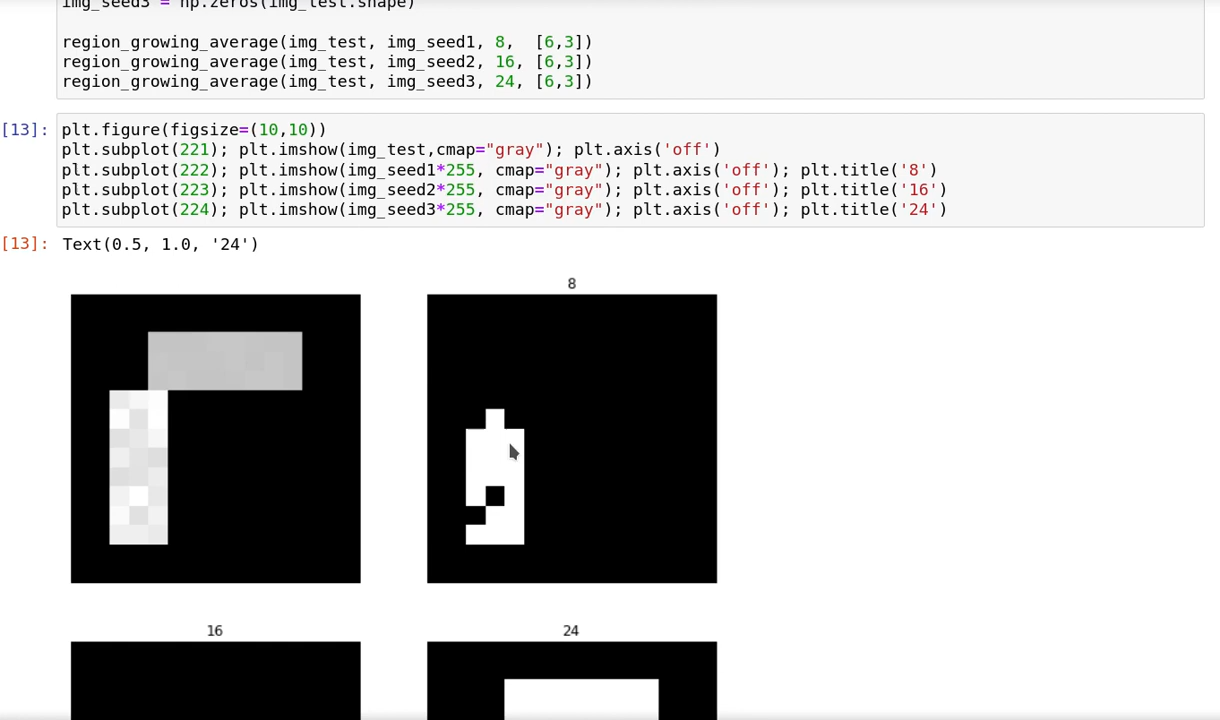 img_seed3 = np.zeros(img_test.shape)
region_growing_average(img_test, img_seed1, 8,  [6,3])
region_growing_average(img_test, img_seed2, 16, [6,3])
region_growing_average(img_test, img_seed3, 24, [6,3])
[13]: plt.figure(figsize=(10,10))
plt.subplot(221); plt.imshow(img_test,cmap="gray"); plt.axis('off')
plt.subplot(222); plt.imshow(img_seed1*255, cmap="gray"); plt.axis('off'); plt.title('8')
plt.subplot(223); plt.imshow(img_seed2*255, cmap="gray"); plt.axis('off'); plt.title('16')
plt.subplot(224); plt.imshow(img_seed3*255, cmap="gray"); plt.axis('off'); plt.title('24')
[13]: Text(0.5, 1.0, '24')
8
16
24